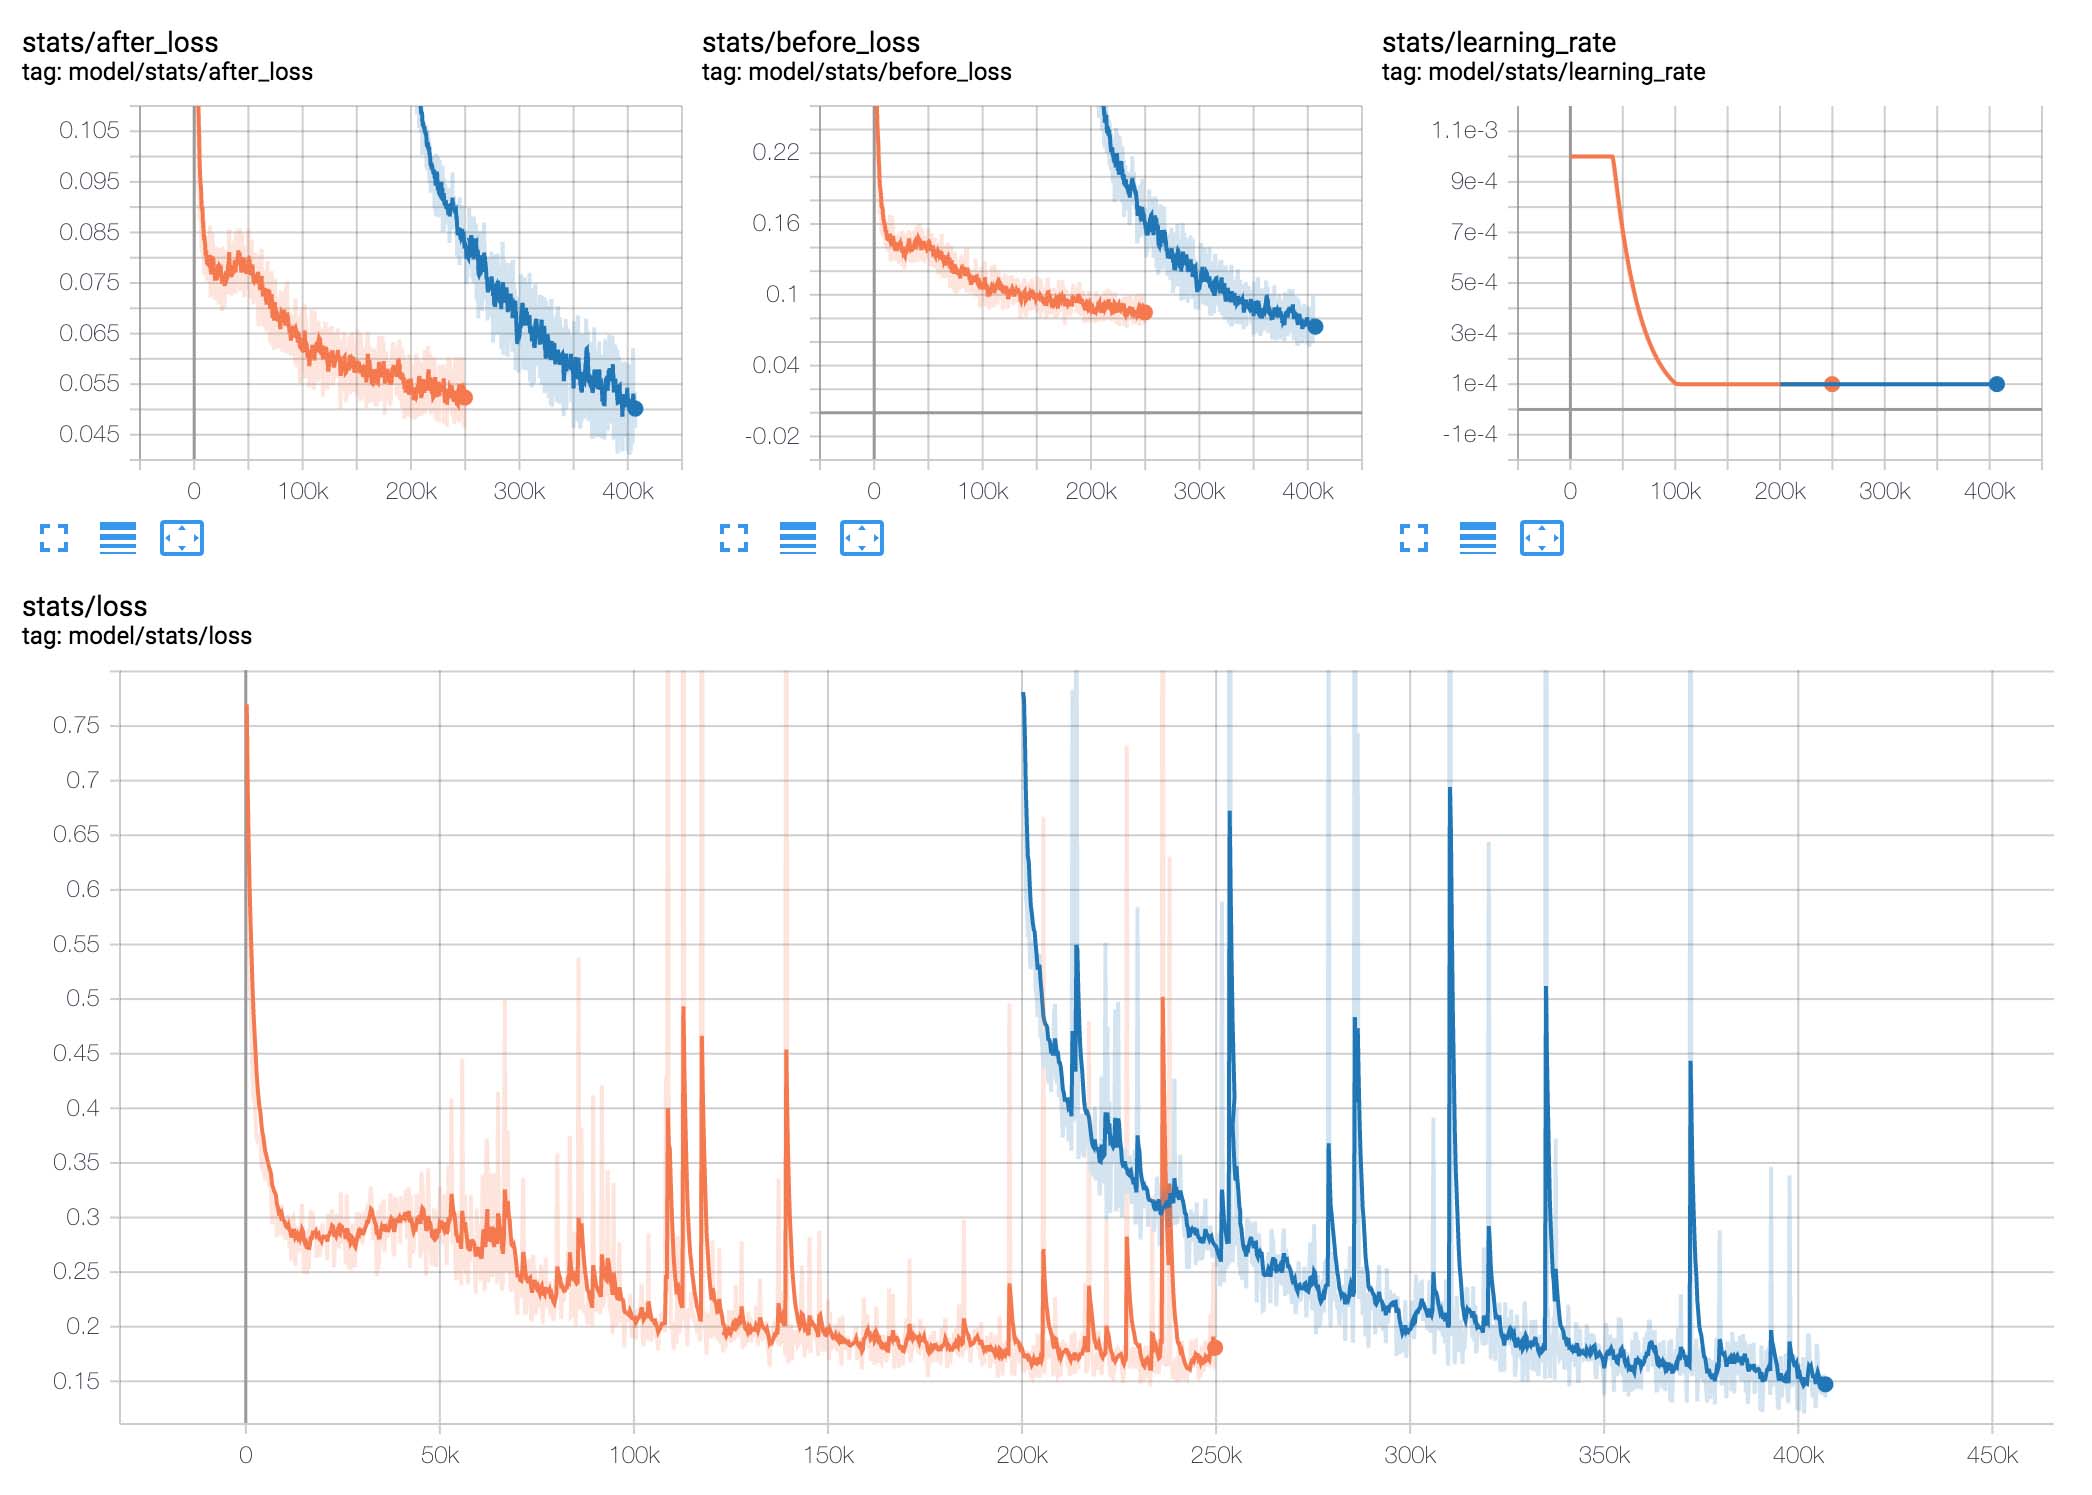 stats/after_loss
tag: model/stats/after_loss
0.105
0.095
0.085
0.075
0.065
0.055
0.045
0 100k 200k 300k 400k
stats/before_loss
tag: model/stats/before_loss
0.22
0.16
0.1
0.04
-0.02
0 100k 200k 300k 400k
stats/learning_rate
tag: model/stats/learning_rate
1.1e-3
9e-4
7e-4
5e-4
3e-4
1e-4
-1e-4
0 100k 200k 300k 400k
stats/loss
tag: model/stats/loss
0.75
0.7
0.65
0.6
0.55
0.5
0.45
0.4
0.35
0.3
0.25
0.2
0.15
0 50k 100k 150k 200k 250k 300k 350k 400k 450k